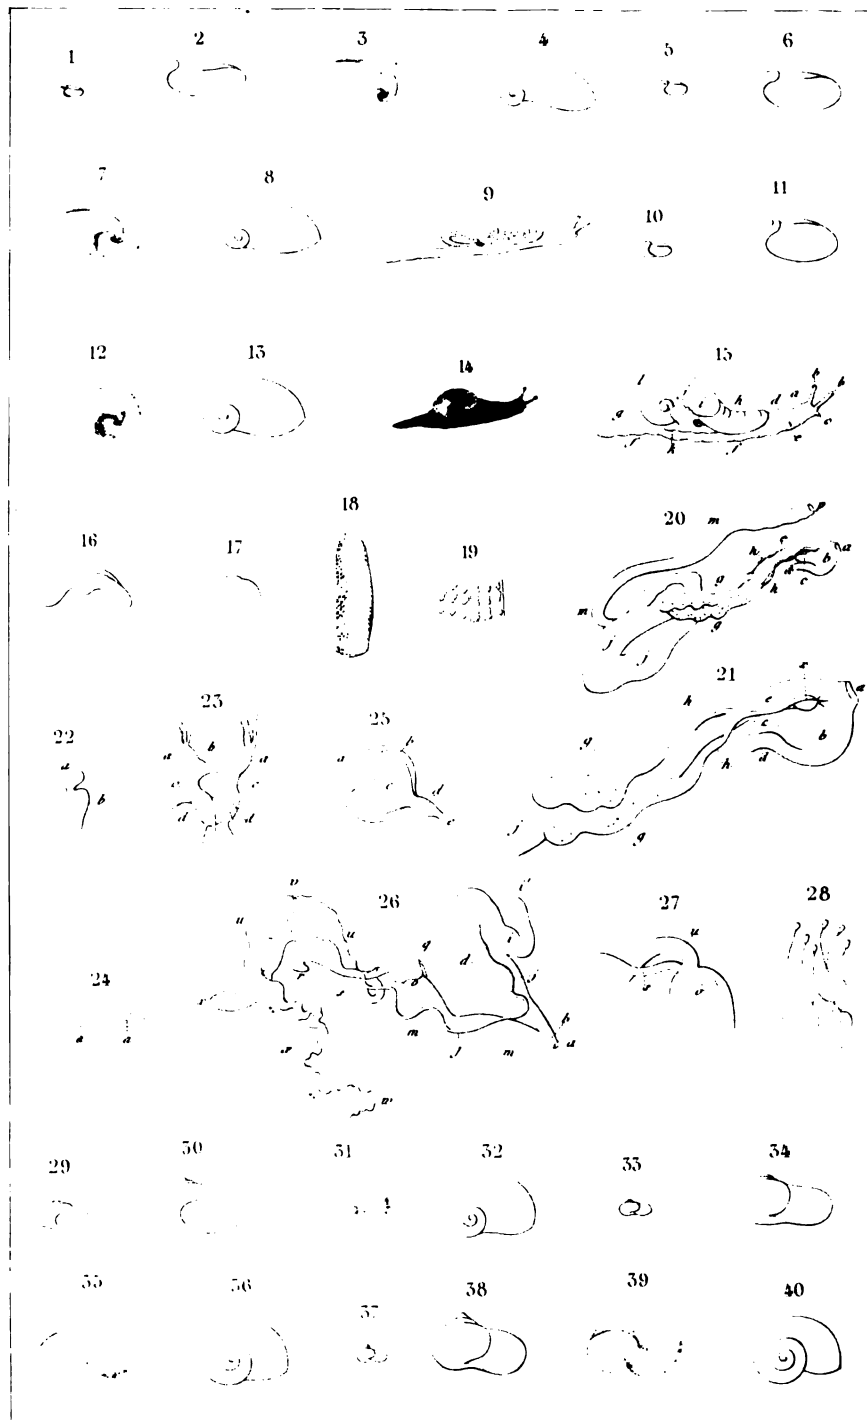 1 2 3 4 5 6
7 8 9 10 11
12 13 14 15
l i h d a b b
g c
f k f e
16 17 18 19 20 m
h c a
b
g d c
h
m j g
j
21 x a
22 23 25 h c
a b b g c b
a a a h d
b c c c d
d d e j g
26 27 28
v i'
u u q d i u
24 r s
v s o
a a x m l m b a
w
29 30 31 32 33 34
35 36 37 38 39 40